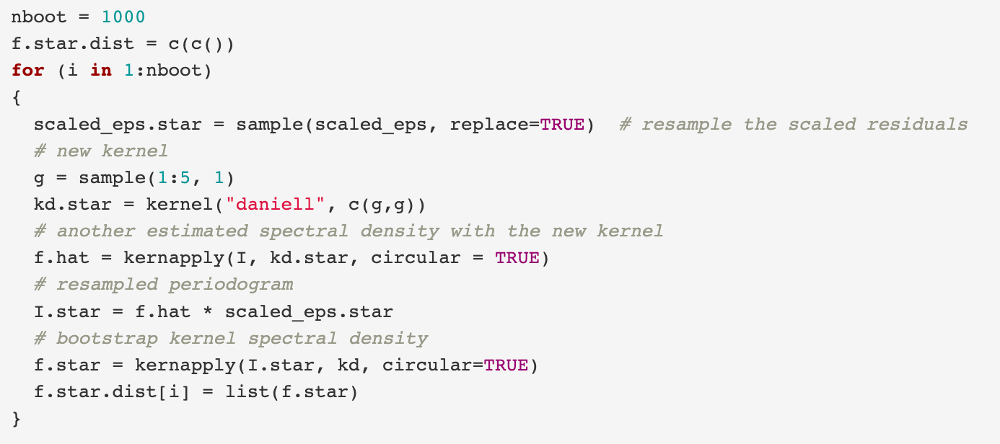 nboot = 1000
f.star.dist = c(c())
for (i in 1:nboot)
{
  scaled_eps.star = sample(scaled_eps, replace=TRUE)  # resample the scaled residuals
  # new kernel
  g = sample(1:5, 1)
  kd.star = kernel("daniell", c(g,g))
  # another estimated spectral density with the new kernel
  f.hat = kernapply(I, kd.star, circular = TRUE)
  # resampled periodogram
  I.star = f.hat * scaled_eps.star
  # bootstrap kernel spectral density
  f.star = kernapply(I.star, kd, circular=TRUE)
  f.star.dist[i] = list(f.star)
}